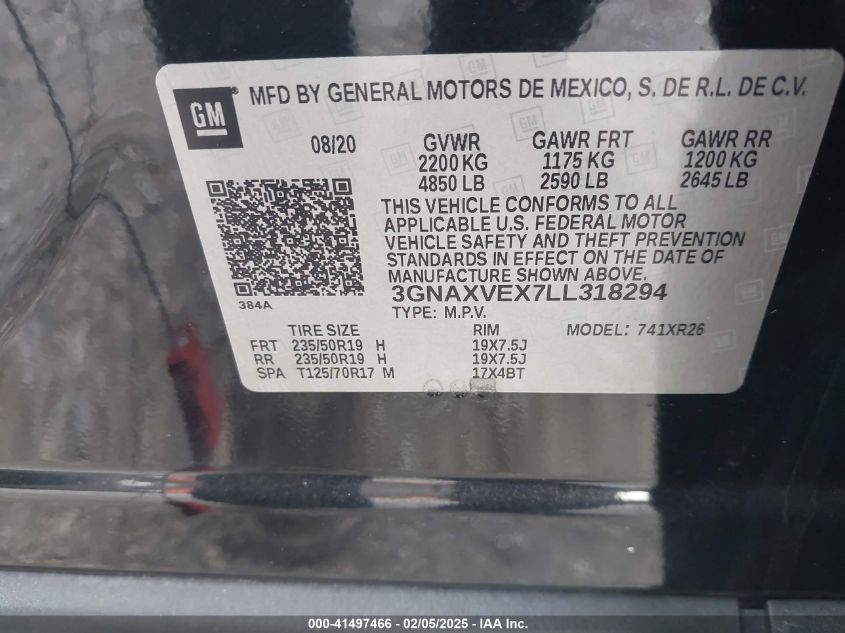 GM
MFD BY GENERAL MOTORS DE MEXICO, S. DE R.L. DE C.V.
08/20 GVWR GAWR FRT GAWR RR
2200 KG 1175 KG 1200 KG
4850 LB 2590 LB 2645 LB
THIS VEHICLE CONFORMS TO ALL
APPLICABLE U.S. FEDERAL MOTOR
VEHICLE SAFETY AND THEFT PREVENTION
STANDARDS IN EFFECT ON THE DATE OF
MANUFACTURE SHOWN ABOVE.
3GNAXVEX7LL318294
384A
TYPE: M.P.V.
TIRE SIZE RIM MODEL: 741XR26
FRT 235/50R19 H 19X7.5J
RR 235/50R19 H 19X7.5J
SPA T125/70R17 M 17X4BT
000-41497466 - 02/05/2025 - IAA Inc.